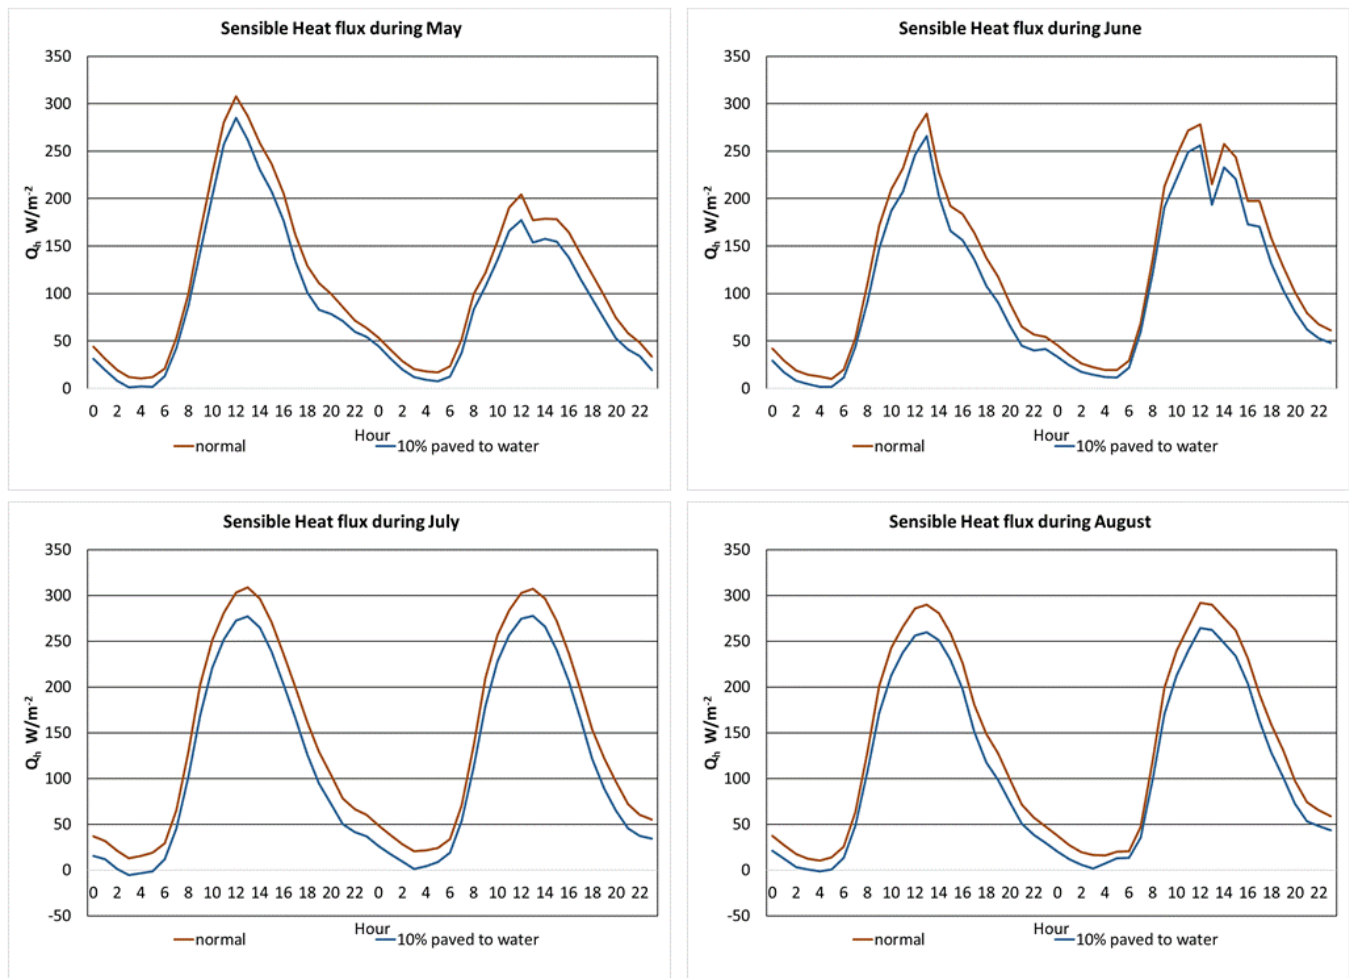 Sensible Heat flux during May
350
300
250
200
150
100
50
0
Qh W/m-2
0 2 4 6 8 10 12 14 16 18 20 22 0 2 4 6 8 10 12 14 16 18 20 22
Hour
normal 10% paved to water
Sensible Heat flux during June
350
300
250
200
150
100
50
0
Qh W/m-2
0 2 4 6 8 10 12 14 16 18 20 22 0 2 4 6 8 10 12 14 16 18 20 22
Hour
normal 10% paved to water
Sensible Heat flux during July
350
300
250
200
150
100
50
0
-50
Qh W/m-2
0 2 4 6 8 10 12 14 16 18 20 22 0 2 4 6 8 10 12 14 16 18 20 22
Hour
normal 10% paved to water
Sensible Heat flux during August
350
300
250
200
150
100
50
0
-50
Qh W/m-2
0 2 4 6 8 10 12 14 16 18 20 22 0 2 4 6 8 10 12 14 16 18 20 22
Hour
normal 10% paved to water